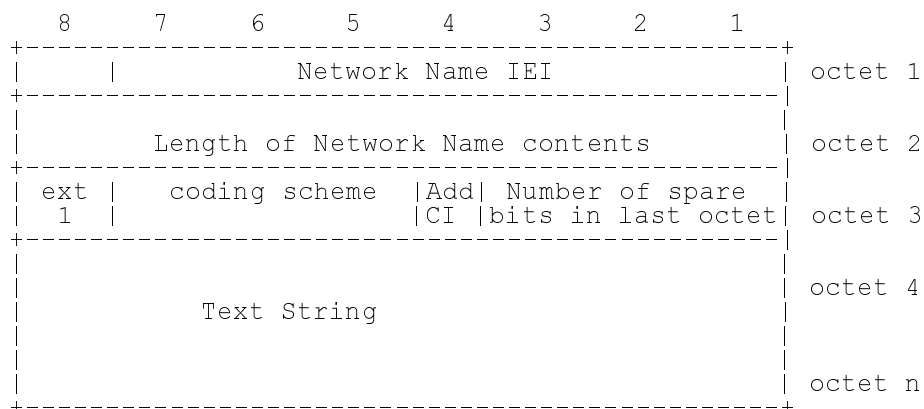 8 7 6 5 4 3 2 1
Network Name IEI octet 1
Length of Network Name contents octet 2
ext coding scheme Add Number of spare
1 CI bits in last octet octet 3
octet 4
Text String
octet n